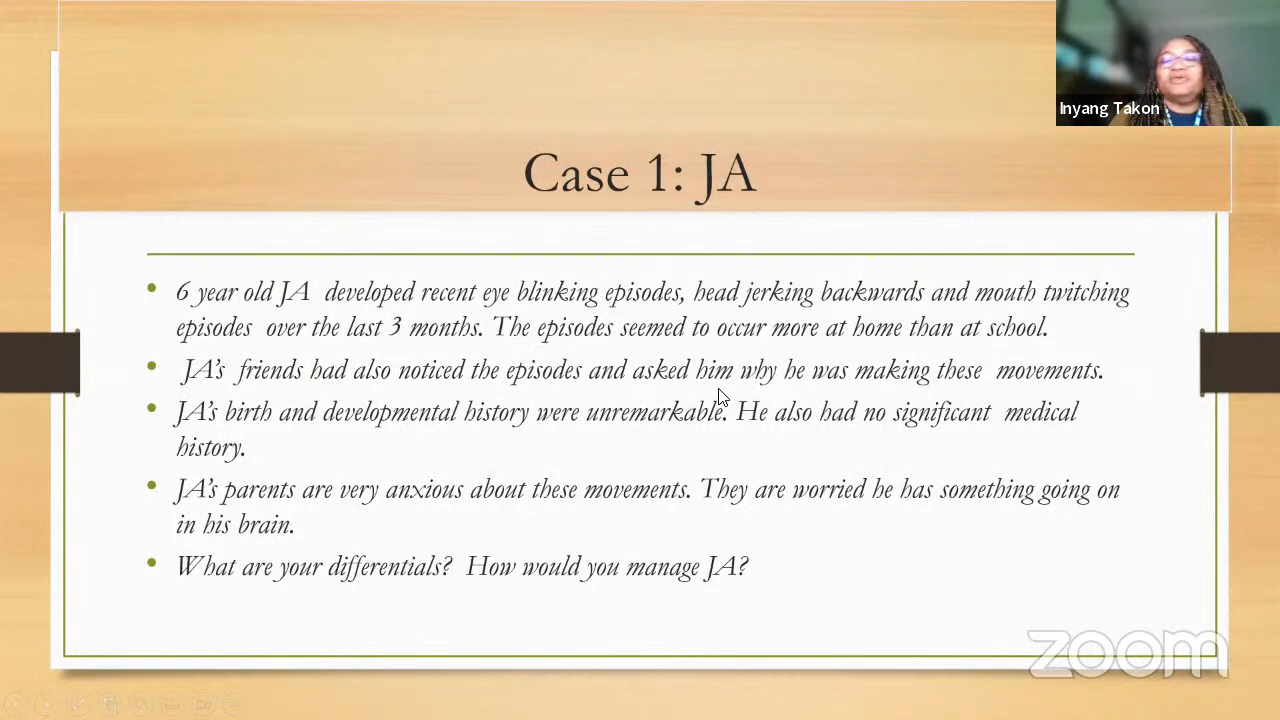 Inyang Takon
Case 1: JA
• 6 year old JA developed recent eye blinking episodes, head jerking backwards and mouth twitching
episodes over the last 3 months. The episodes seemed to occur more at home than at school.
• JA's friends had also noticed the episodes and asked him why he was making these movements.
• JA's birth and developmental history were unremarkable. He also had no significant medical
history.
• JA's parents are very anxious about these movements. They are worried he has something going on
in his brain.
• What are your differentials? How would you manage JA?
zoom